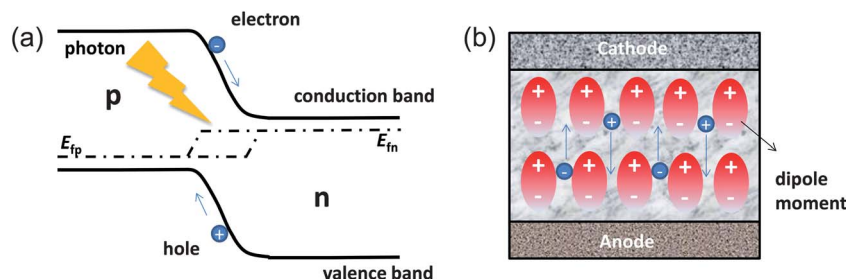 (a)
electron
photon
-
p
conduction band
E_fp
E_fn
n
+
hole
valence band
(b)
Cathode
+ + + + +
- - + - - + -
+ + + + +
- - - - - - -
dipole
moment
Anode